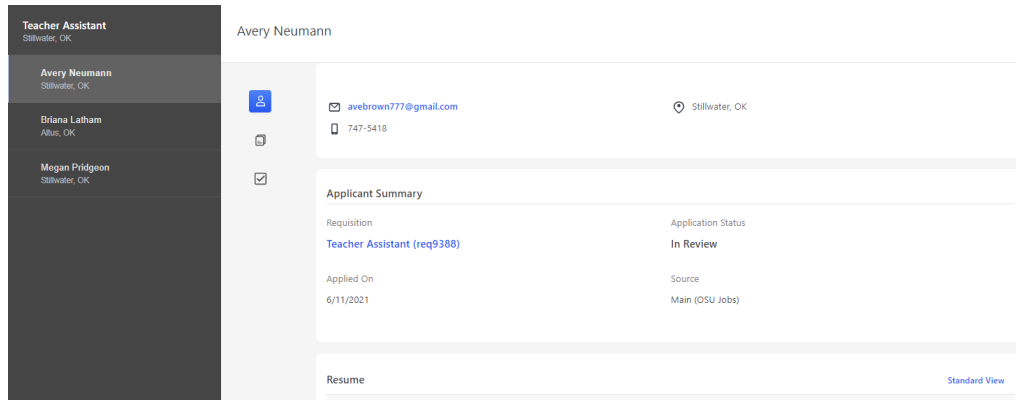 Teacher Assistant
Stillwater, OK
Avery Neumann
Stillwater, OK
Briana Latham
Altus, OK
Megan Pridgeon
Stillwater, OK
Avery Neumann
avebrown777@gmail.com
Stillwater, OK
747-5418
Applicant Summary
Requisition
Application Status
Teacher Assistant (req9388)
In Review
Applied On
Source
6/11/2021
Main (OSU Jobs)
Resume
Standard View